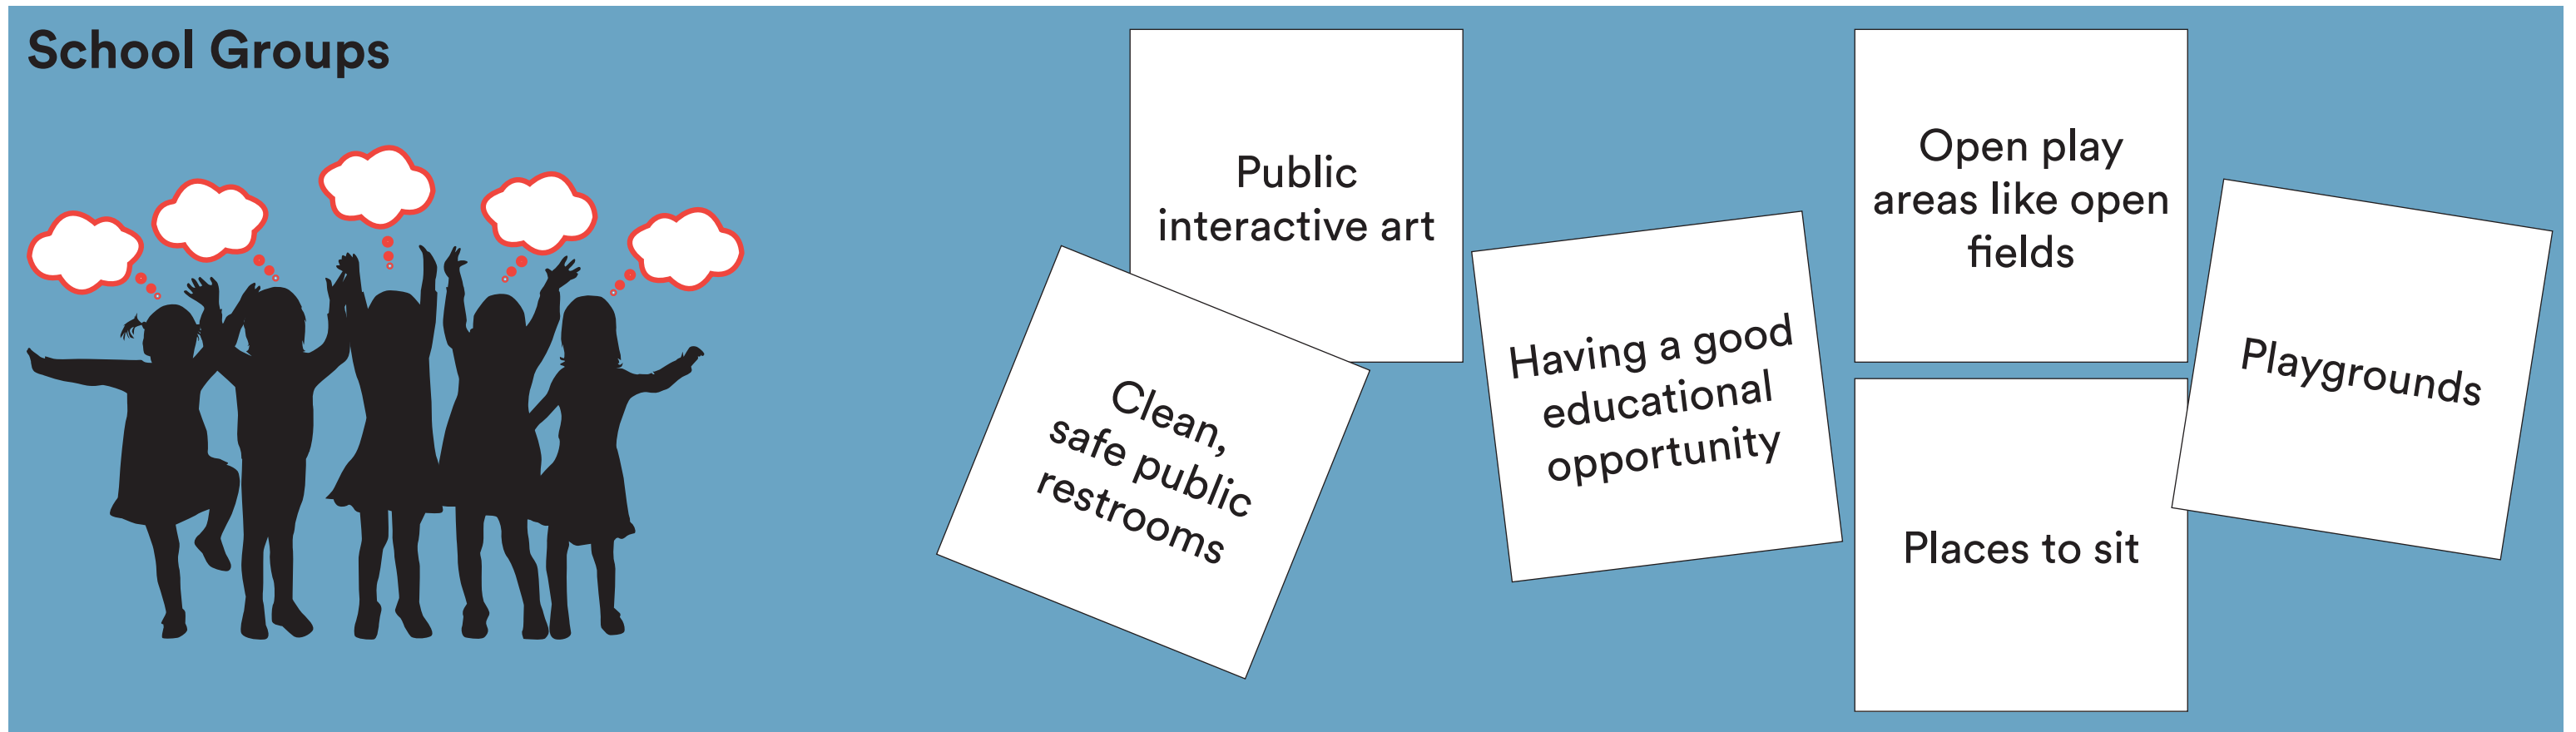 School Groups
Public
interactive art
Clean,
safe public
restrooms
Having a good
educational
opportunity
Open play
areas like open
fields
Places to sit
Playgrounds